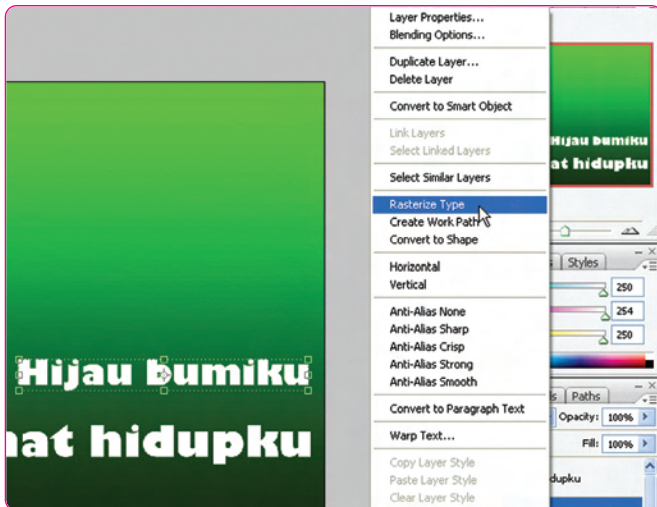 Layer Properties...
Blending Options...
Duplicate Layer...
Delete Layer
Convert to Smart Object
Link Layers
Select Linked Layers
Select Similar Layers
Rasterize Type
Create Work Path
Convert to Shape
Horizontal
Vertical
Anti-Alias None
Anti-Alias Sharp
Anti-Alias Crisp
Anti-Alias Strong
Anti-Alias Smooth
Convert to Paragraph Text
Warp Text...
Copy Layer Style
Paste Layer Style
Clear Layer Style
Hijau bumiku
hat hidupku
Hijau bumiku
at hidupku
Styles
250
254
250
Paths
Opacity: 100%
Fill: 100%
dupku